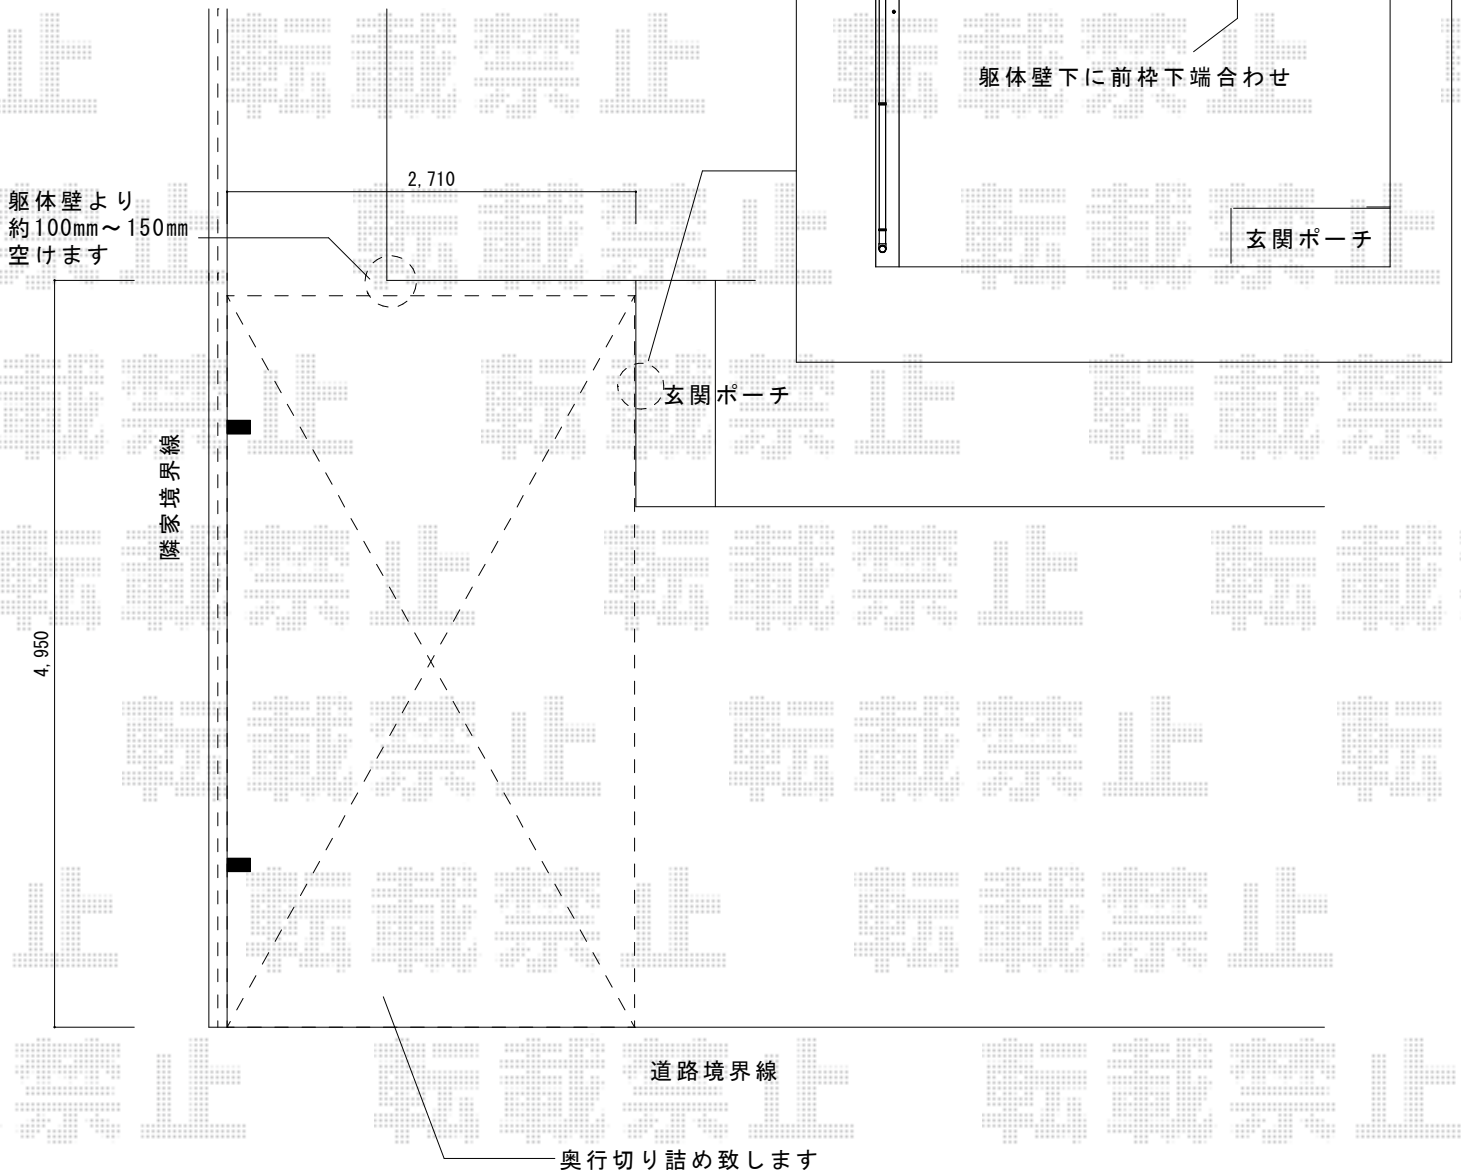 躯体壁下に前枠下端合わせ
2,710
躯体壁より
約100mm～150mm
空けます
玄関ポーチ
玄関ポーチ
隣家境界線
4,950
道路境界線
奥行切り詰め致します
転載禁止